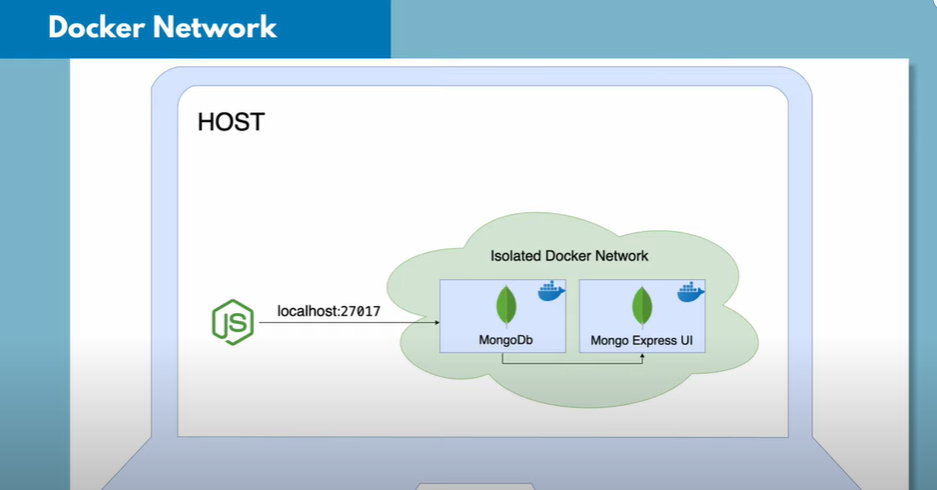 Docker Network
HOST
Isolated Docker Network
localhost:27017
JS
MongoDb
Mongo Express UI